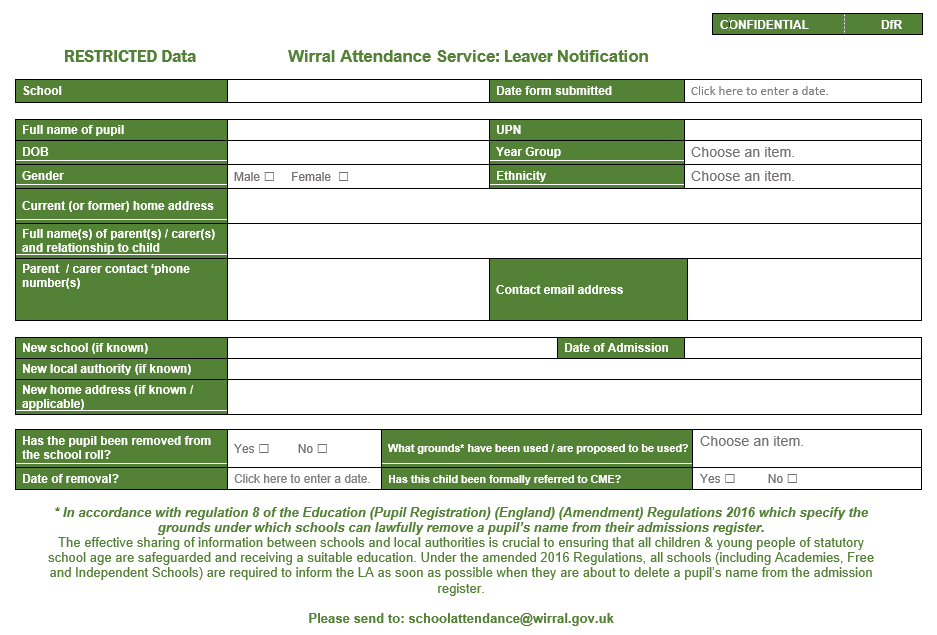 CONFIDENTIAL DfR
RESTRICTED Data Wirral Attendance Service: Leaver Notification
School Date form submitted Click here to enter a date.
Full name of pupil UPN
DOB Year Group Choose an item.
Gender Male ☐ Female ☐ Ethnicity Choose an item.
Current (or former) home address
Full name(s) of parent(s) / carer(s)
and relationship to child
Parent / carer contact ‘phone
number(s)
Contact email address
New school (if known) Date of Admission
New local authority (if known)
New home address (if known /
applicable)
Has the pupil been removed from
the school roll?
Yes ☐ No ☐ What grounds* have been used / are proposed to be used? Choose an item.
Date of removal? Click here to enter a date. Has this child been formally referred to CME? Yes ☐ No ☐
* In accordance with regulation 8 of the Education (Pupil Registration) (England) (Amendment) Regulations 2016 which specify the
grounds under which schools can lawfully remove a pupil’s name from their admissions register.
The effective sharing of information between schools and local authorities is crucial to ensuring that all children & young people of statutory
school age are safeguarded and receiving a suitable education. Under the amended 2016 Regulations, all schools (including Academies, Free
and Independent Schools) are required to inform the LA as soon as possible when they are about to delete a pupil’s name from the admission
register.
Please send to: schoolattendance@wirral.gov.uk